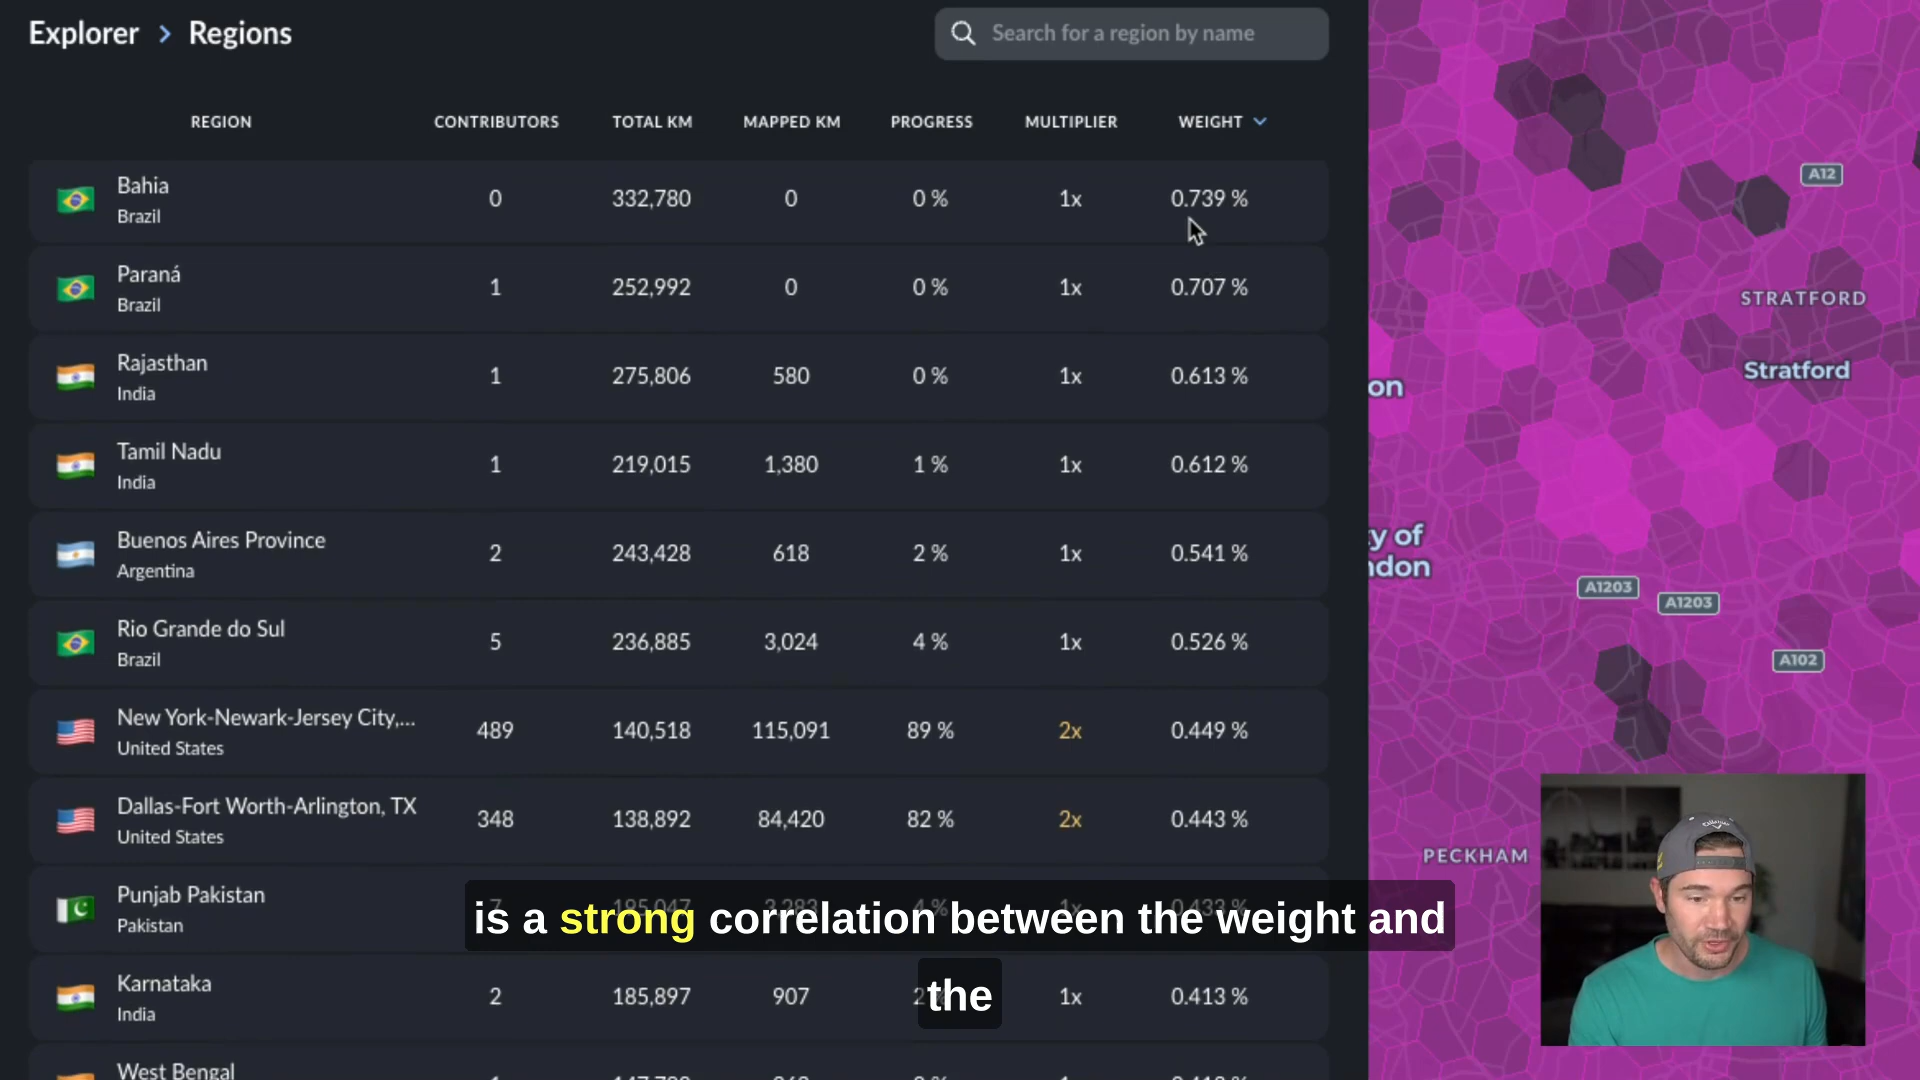 Explorer > Regions
Search for a region by name
REGION CONTRIBUTORS TOTAL KM MAPPED KM PROGRESS MULTIPLIER WEIGHT
Bahia
Brazil
0 332,780 0 0 % 1x 0.739 %
Paraná
Brazil
1 252,992 0 0 % 1x 0.707 %
Rajasthan
India
1 275,806 580 0 % 1x 0.613 %
Tamil Nadu
India
1 219,015 1,380 1 % 1x 0.612 %
Buenos Aires Province
Argentina
2 243,428 618 2 % 1x 0.541 %
Rio Grande do Sul
Brazil
5 236,885 3,024 4 % 1x 0.526 %
New York-Newark-Jersey City,...
United States
489 140,518 115,091 89 % 2x 0.449 %
Dallas-Fort Worth-Arlington, TX
United States
348 138,892 84,420 82 % 2x 0.443 %
Punjab Pakistan
Pakistan
Karnataka
India
2 185,897 907 1x 0.413 %
West Bengal
is a strong correlation between the weight and
the
A12
STRATFORD
Stratford
on
y of
ndon
A1203
A1203
A102
PECKHAM